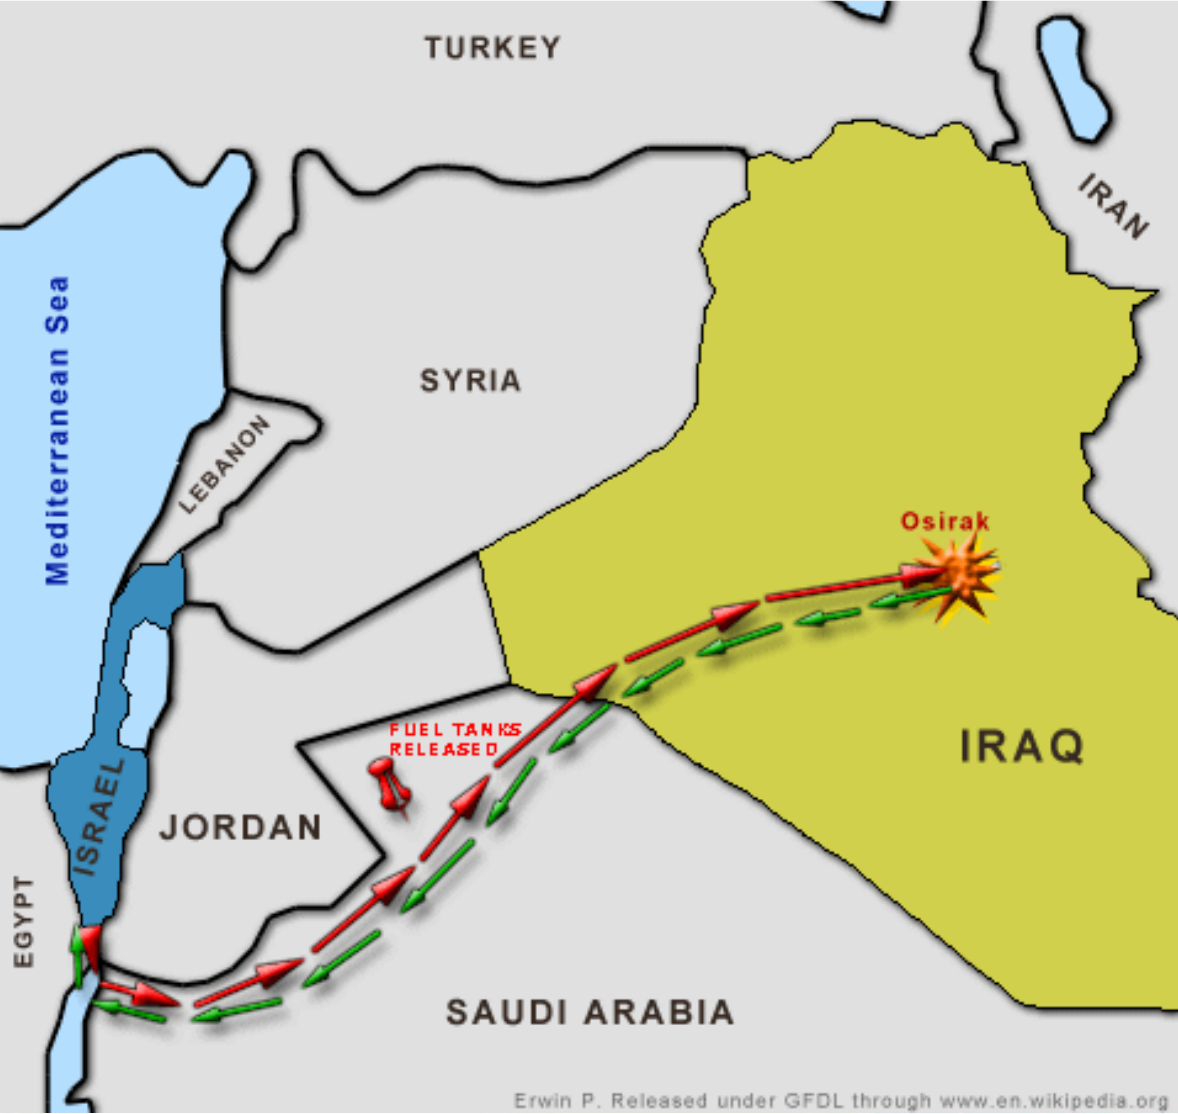 TURKEY
IRAN
Mediterranean Sea
SYRIA
LEBANON
Osirak
FUEL TANKS
RELEASED
IRAQ
ISRAEL
JORDAN
EGYPT
SAUDI ARABIA
Erwin P. Released under GFDL through www.en.wikipedia.org